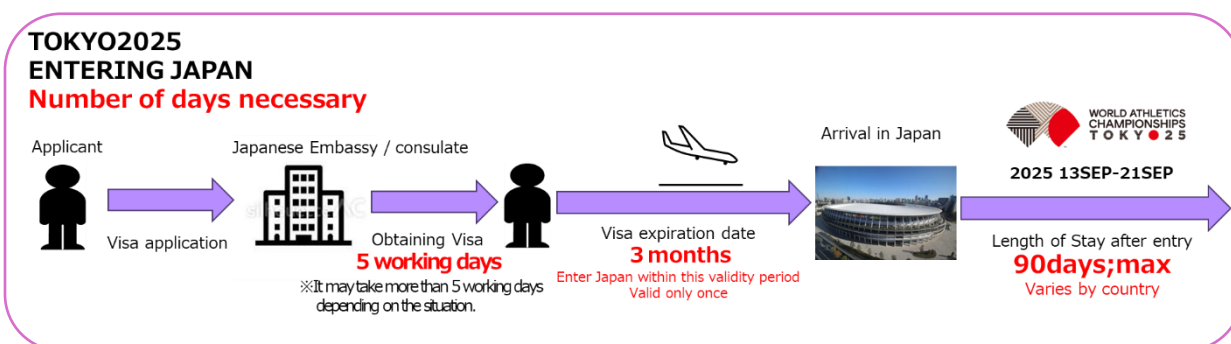 TOKYO2025
ENTERING JAPAN
Number of days necessary
Applicant
Visa application
Japanese Embassy / consulate
Obtaining Visa
5 working days
※It may take more than 5 working days
depending on the situation.
Visa expiration date
3 months
Enter Japan within this validity period
Valid only once
Arrival in Japan
WORLD ATHLETICS
CHAMPIONSHIPS
TOKYO25
2025 13SEP-21SEP
Length of Stay after entry
90days;max
Varies by country